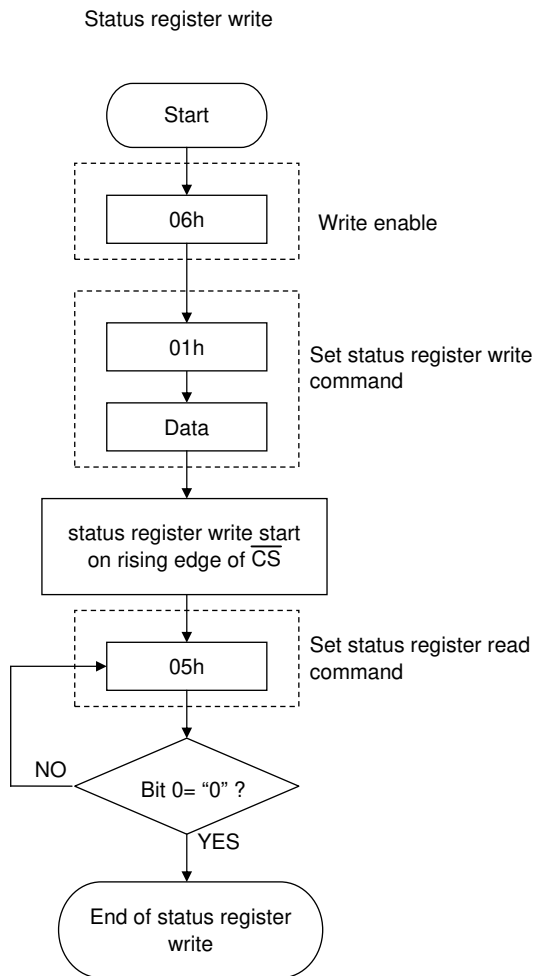 Status register write
Start
06h
Write enable
01h
Set status register write
command
Data
status register write start
on rising edge of C̅S̅
05h
Set status register read
command
NO
Bit 0= “0” ?
YES
End of status register
write